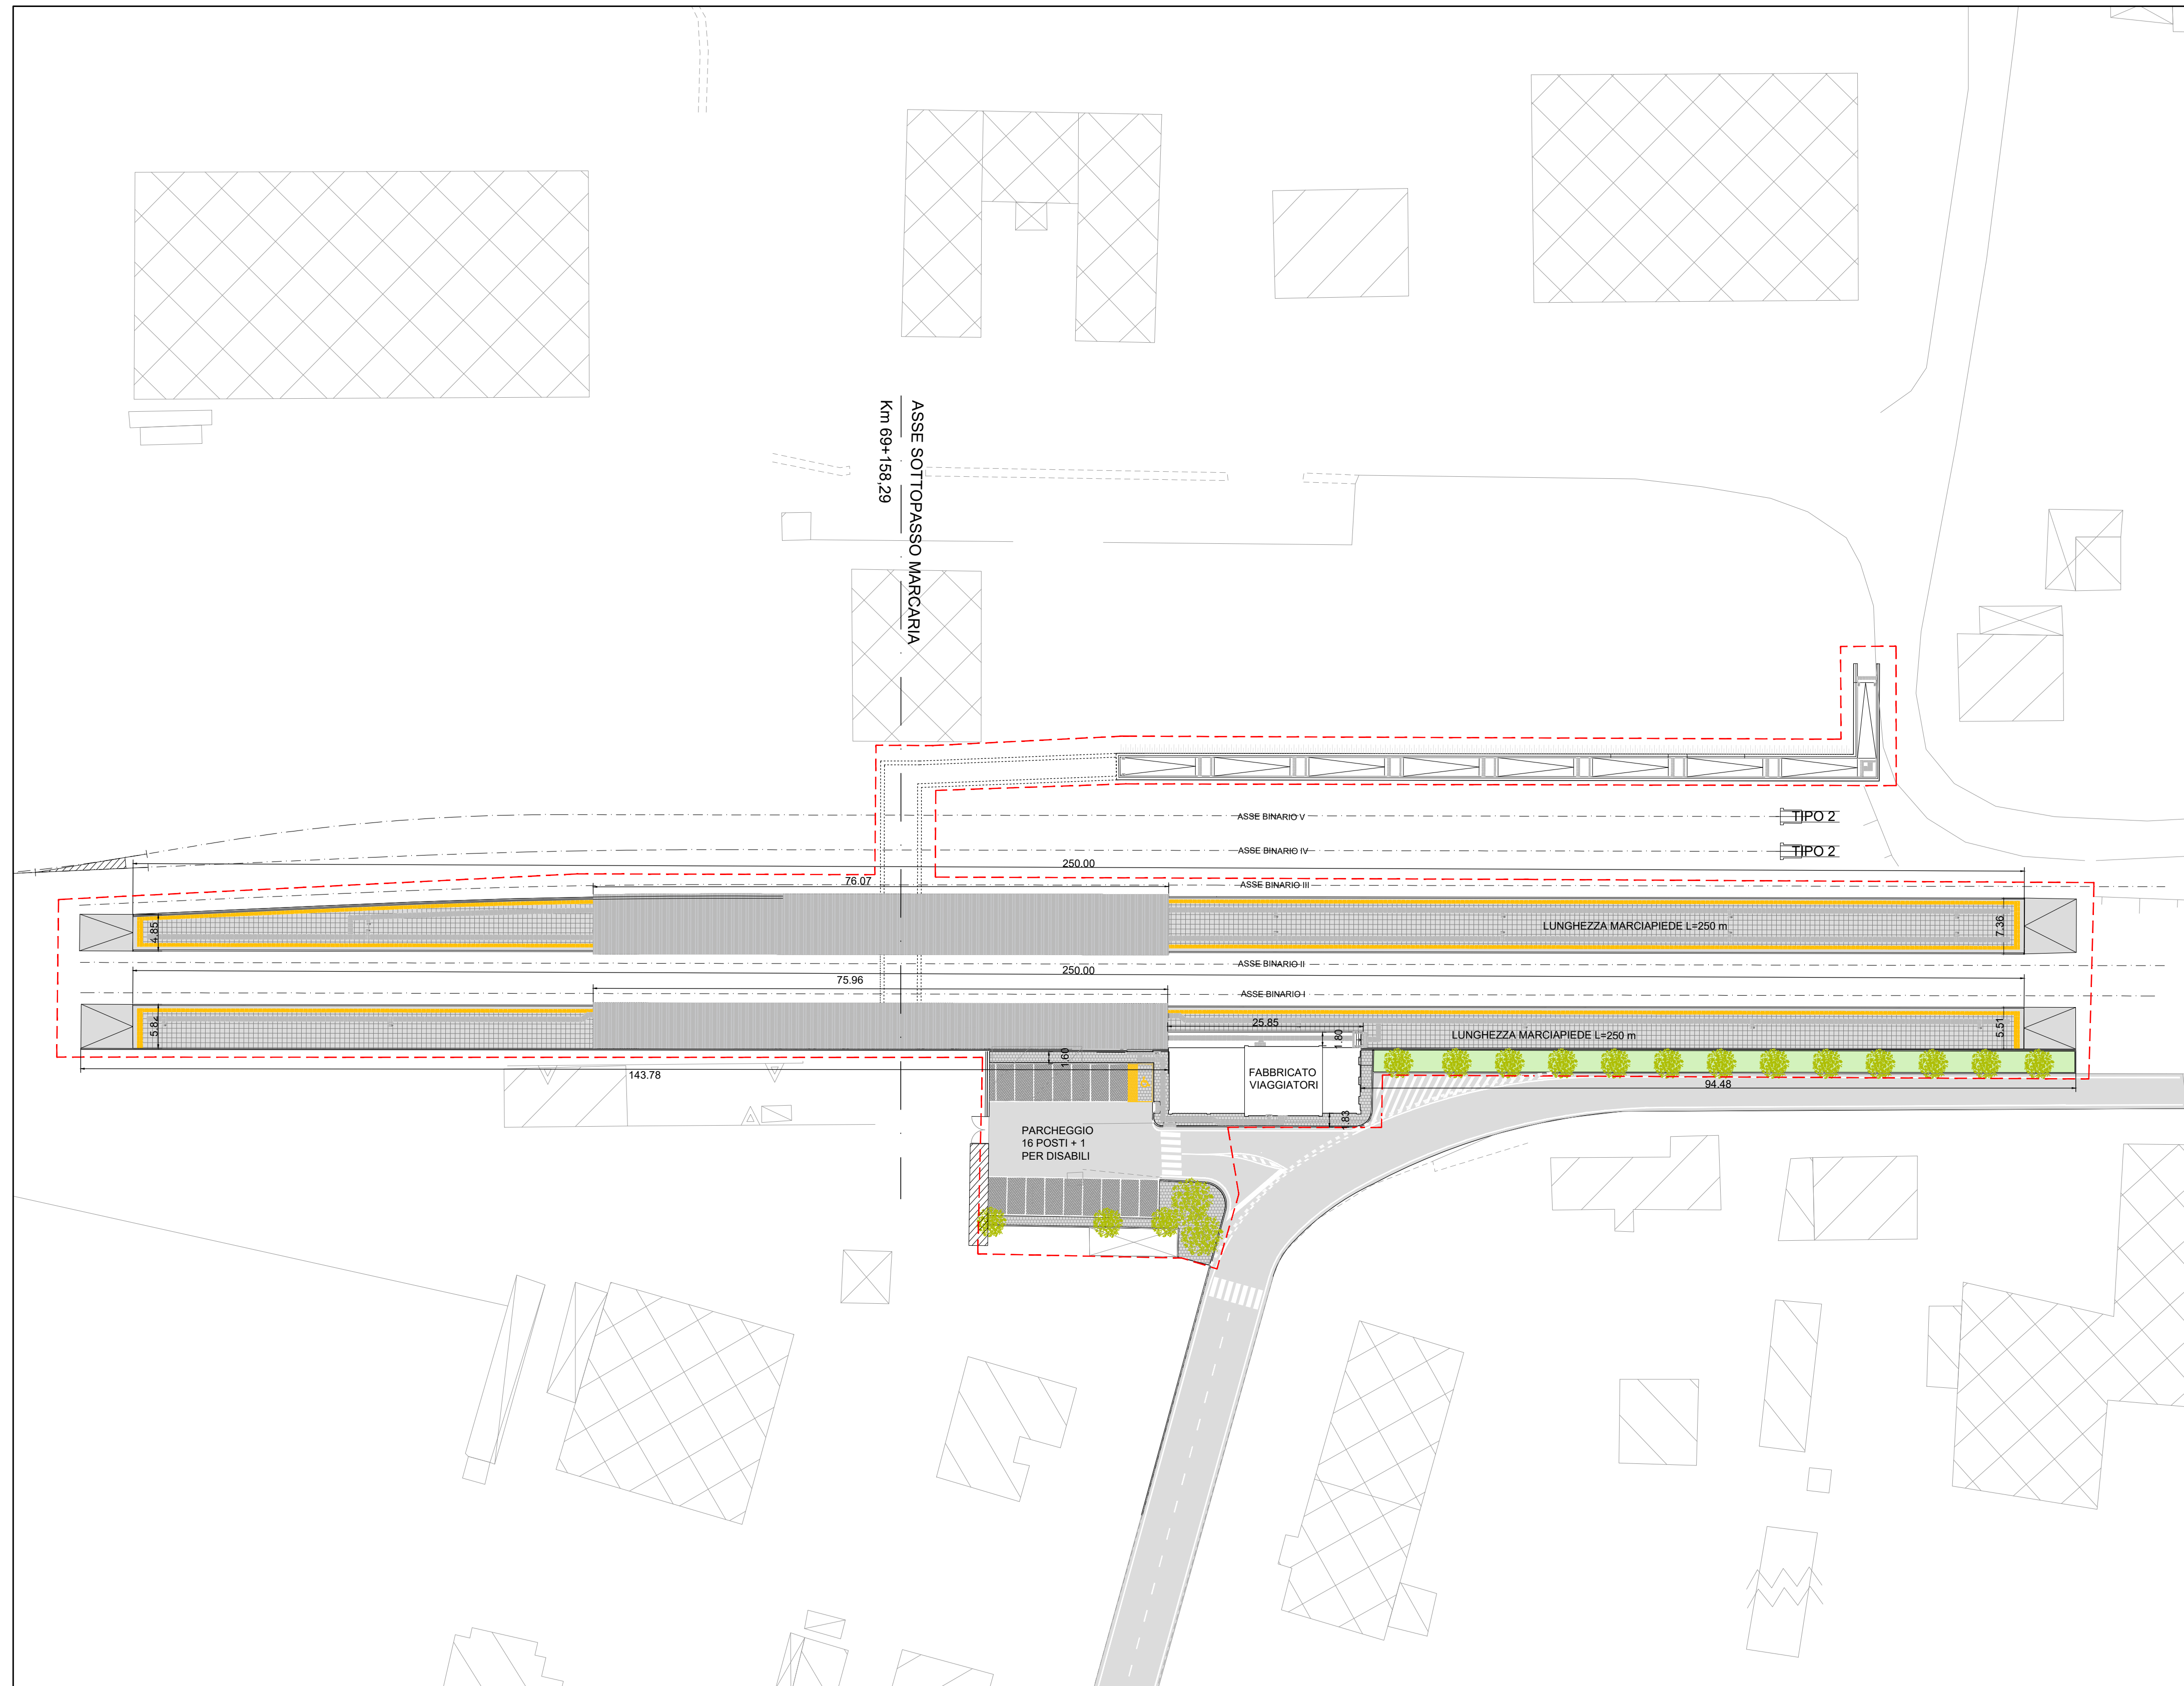 ASSE SOTTOPASSO MARCARIA
Km 69+158,29
ASSE BINARIO V
TIPO 2
ASSE BINARIO IV
TIPO 2
250.00
76.07
ASSE BINARIO III
4.85
LUNGHEZZA MARCIAPIEDE L=250 m
7.36
ASSE BINARIO II
250.00
75.96
ASSE BINARIO I
5.82
25.85
1.80
LUNGHEZZA MARCIAPIEDE L=250 m
5.51
1.60
143.78
FABBRICATO
VIAGGIATORI
94.48
1.83
PARCHEGGIO
16 POSTI + 1
PER DISABILI